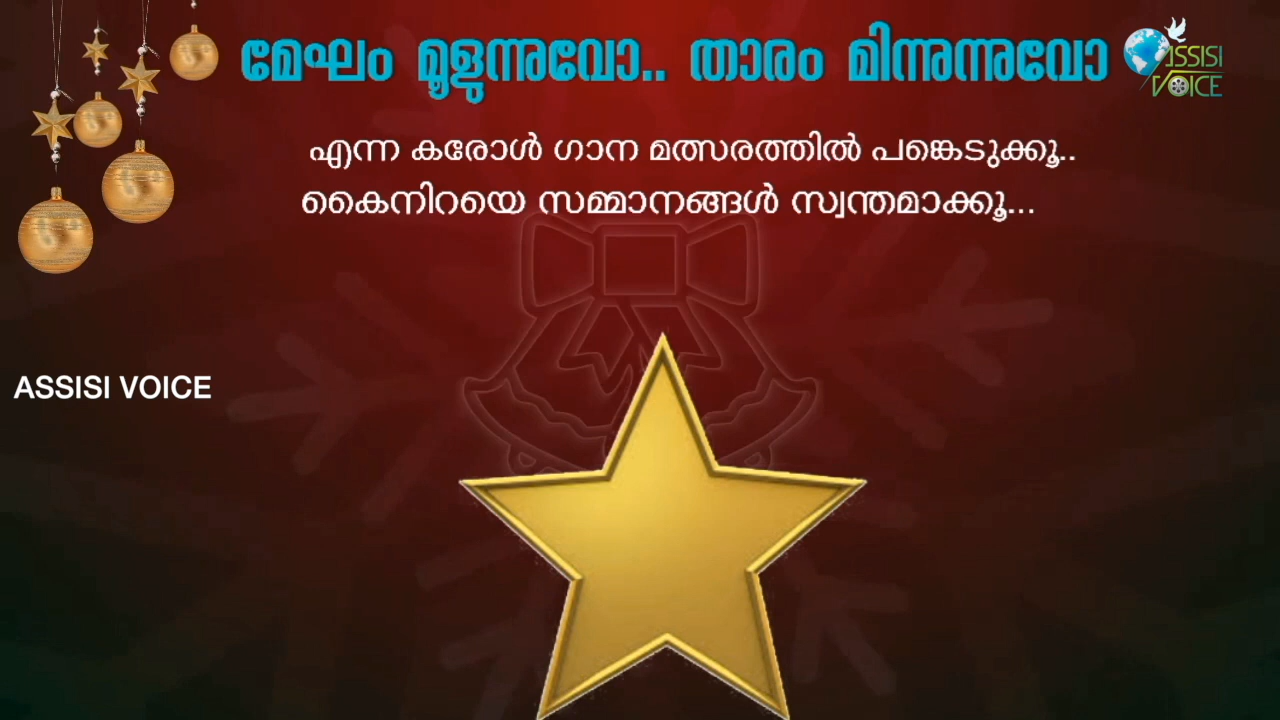 മേഘം മൂളുന്നുവോ.. താരം മിന്നുന്നുവോ
ASSISI
VOICE
എന്ന കരോൾ ഗാന മത്സരത്തിൽ പങ്കെടുക്കൂ..
കൈനിറയെ സമ്മാനങ്ങൾ സ്വന്തമാക്കൂ...
ASSISI VOICE